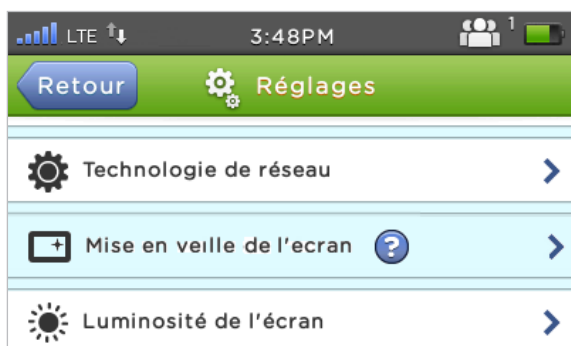 LTE 3:48PM 1
Retour Réglages
Technologie de réseau
Mise en veille de l'ecran ?
Luminosité de l'écran